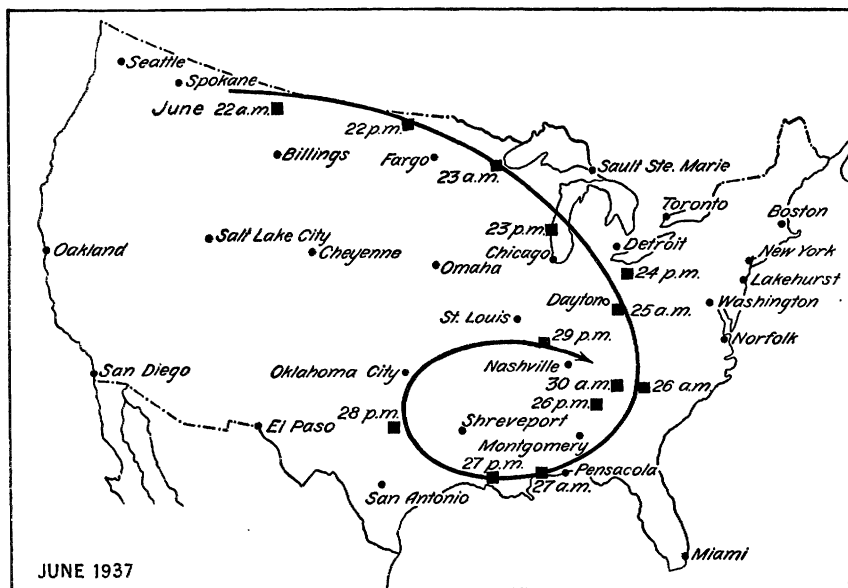 Seattle
Spokane
June 22 a.m.
22 p.m.
Billings
Fargo
23 a.m.
Sault Ste. Marie
Toronto
Boston
Salt Lake City
Oakland
Cheyenne
Omaha
23 p.m.
Chicago
Detroit
New York
24 p.m.
Lakehurst
Dayton
25 a.m.
Washington
St. Louis
29 p.m.
Norfolk
San Diego
Oklahoma City
Nashville
30 a.m.
26 a.m.
28 p.m.
26 p.m.
El Paso
Shreveport
Montgomery
27 p.m.
Pensacola
27 a.m.
San Antonio
Miami
JUNE 1937